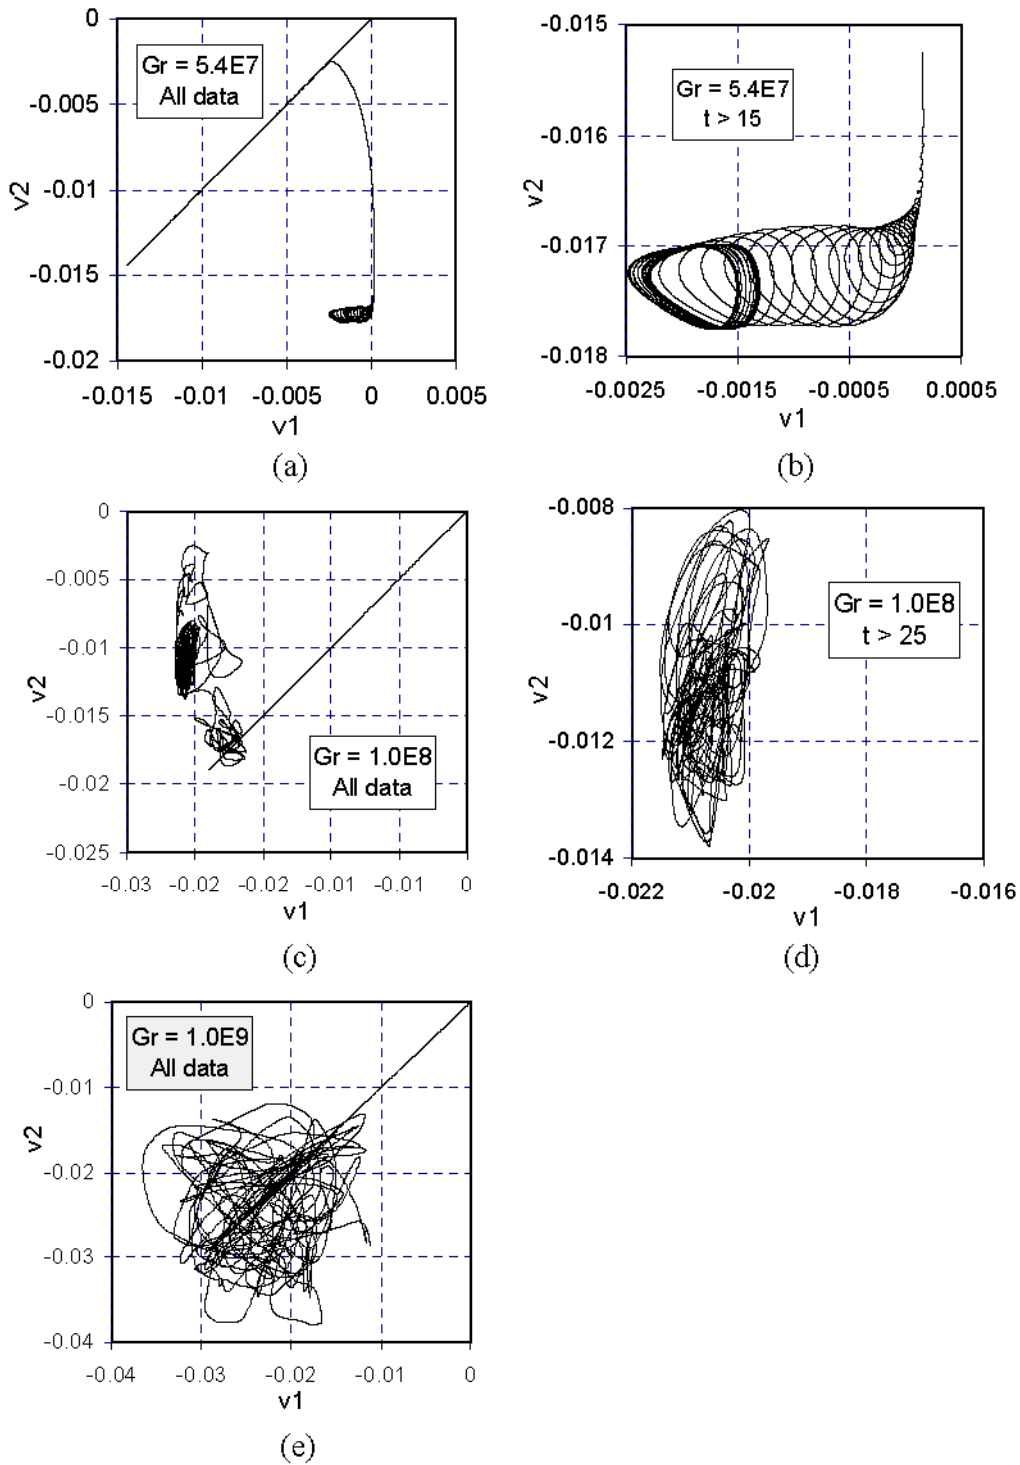 0
-0.005
-0.01
-0.015
-0.02
v2
Gr = 5.4E7
All data
-0.015 -0.01 -0.005 0 0.005
v1
(a)
-0.015
-0.016
-0.017
-0.018
v2
Gr = 5.4E7
t > 15
-0.0025 -0.0015 -0.0005 0.0005
v1
(b)
0
-0.005
-0.01
-0.015
-0.02
-0.025
v2
Gr = 1.0E8
All data
-0.03 -0.02 -0.02 -0.01 -0.01 0
v1
(c)
-0.008
-0.01
-0.012
-0.014
v2
Gr = 1.0E8
t > 25
-0.022 -0.02 -0.018 -0.016
v1
(d)
0
-0.01
-0.02
-0.03
-0.04
v2
Gr = 1.0E9
All data
-0.04 -0.03 -0.02 -0.01 0
v1
(e)